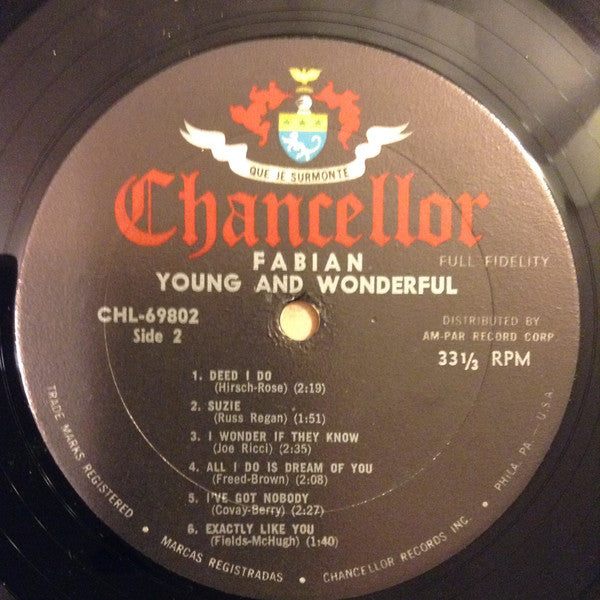 QUE JE SURMONTE
Chancellor
FABIAN
FULL FIDELITY
YOUNG AND WONDERFUL
CHL-69802
Side 2
DISTRIBUTED BY
AM-PAR RECORD CORP
33 1/3 RPM
1. DEED I DO
(Hirsch-Rose) (2:19)
2. SUZIE
(Russ Regan) (1:51)
3. I WONDER IF THEY KNOW
(Joe Ricci) (2:35)
4. ALL I DO IS DREAM OF YOU
(Freed-Brown) (2:08)
5. I'VE GOT NOBODY
(Covay-Berry) (2:27)
6. EXACTLY LIKE YOU
(Fields-McHugh) (1:40)
TRADE MARKS REGISTERED. • MARCAS REGISTRADAS • CHANCELLOR RECORDS INC. • PHILA. PA. U.S.A.